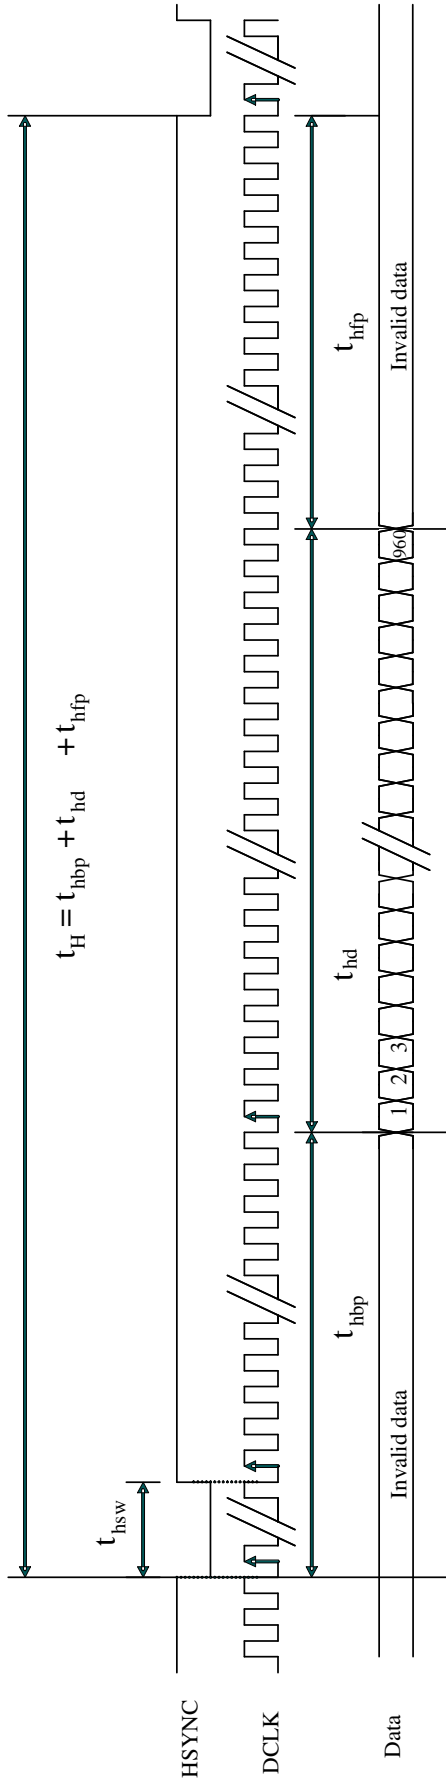 t_H = t_hbp + t_hd + t_hfp
t_hsw
HSYNC
DCLK
t_hbp
t_hd
t_hfp
Data
Invalid data
1 2 3
960
Invalid data